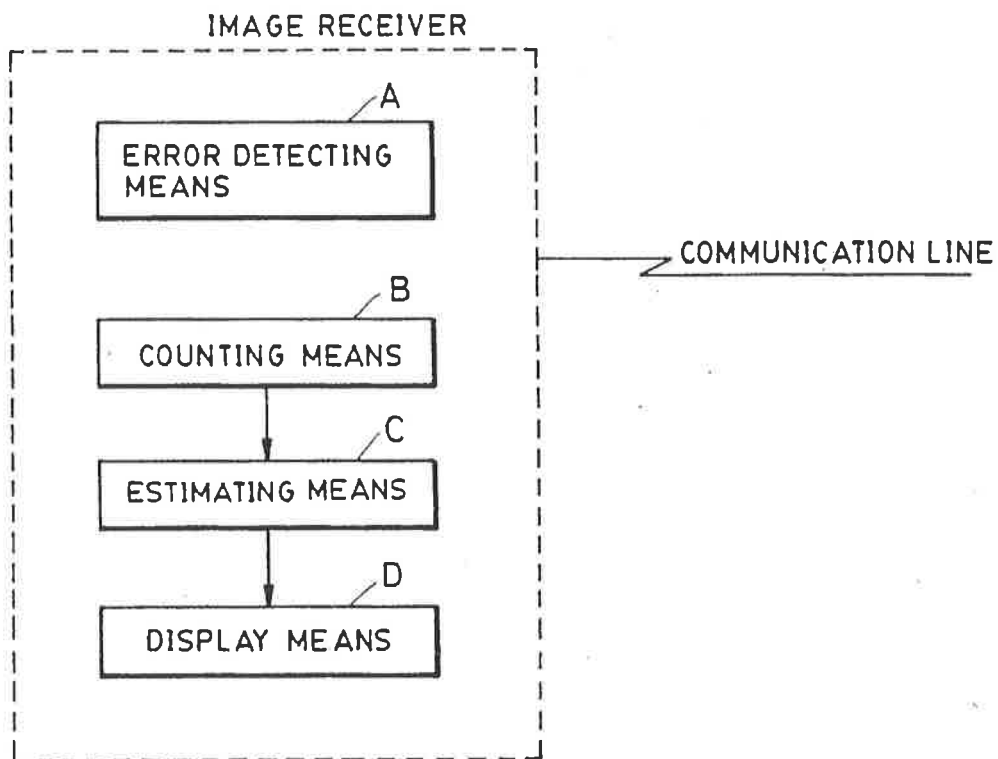 IMAGE RECEIVER
A
ERROR DETECTING
MEANS
COMMUNICATION LINE
B
COUNTING MEANS
C
ESTIMATING MEANS
D
DISPLAY MEANS